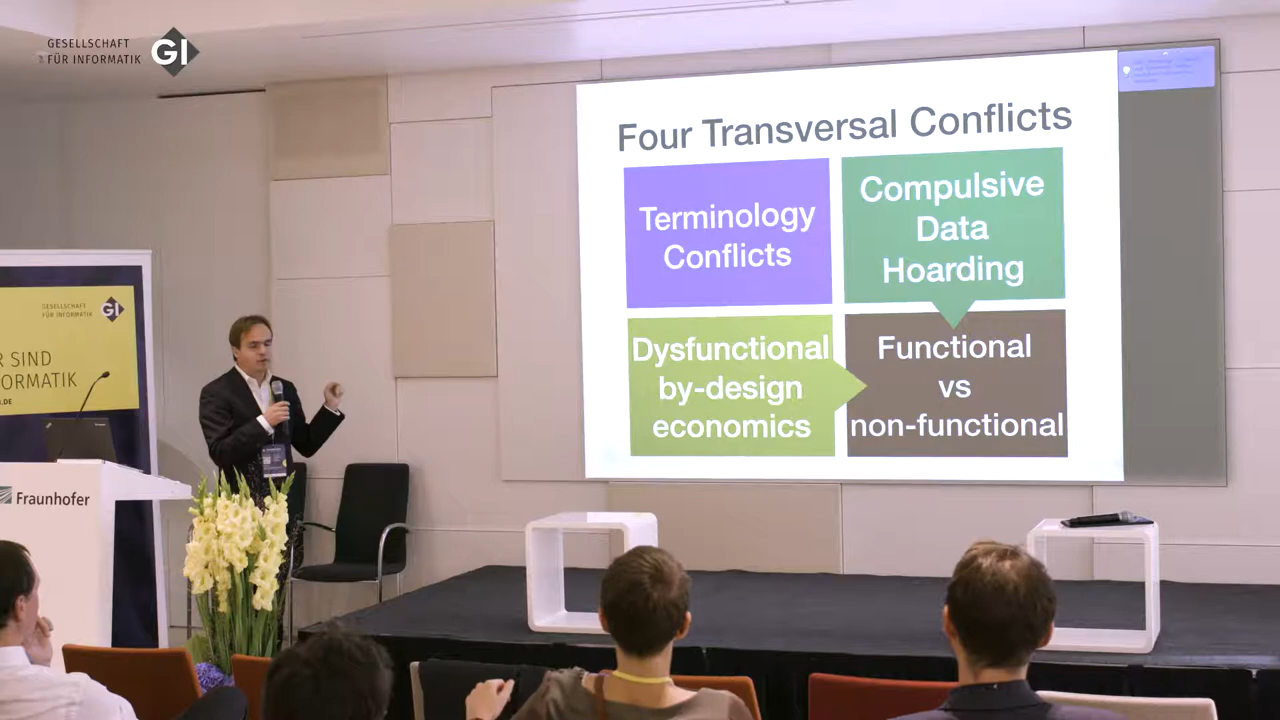 GESELLSCHAFT
FÜR INFORMATIK
GI
Four Transversal Conflicts
Terminology
Conflicts
Compulsive
Data
Hoarding
Dysfunctional
by-design
economics
Functional
vs
non-functional
GESELLSCHAFT
FÜR INFORMATIK
GI
R SIND
ORMATIK
.DE
Fraunhofer